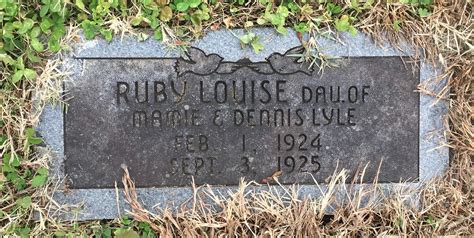 RUBY LOUISE DAU. OF
MAMIE & DENNIS LYLE
FEB. 1, 1924
SEPT. 3, 1925